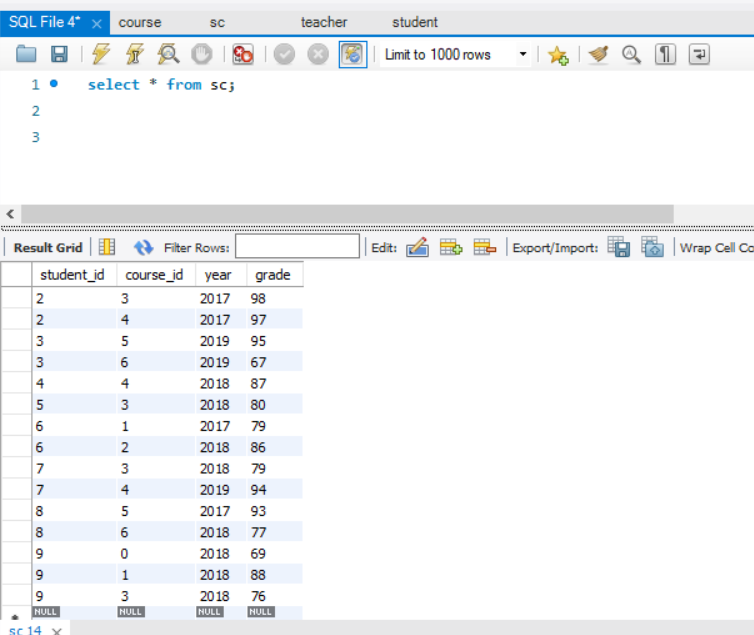 SQL File 4* × course sc teacher student
Limit to 1000 rows
1 select * from sc;
2
3
Result Grid Filter Rows: Edit: Export/Import: Wrap Cell Co
student_id course_id year grade
2 3 2017 98
2 4 2017 97
3 5 2019 95
3 6 2019 67
4 4 2018 87
5 3 2018 80
6 1 2017 79
6 2 2018 86
7 3 2018 79
7 4 2019 94
8 5 2017 93
8 6 2018 77
9 0 2018 69
9 1 2018 88
9 3 2018 76
NULL NULL NULL NULL
sc 14 ×